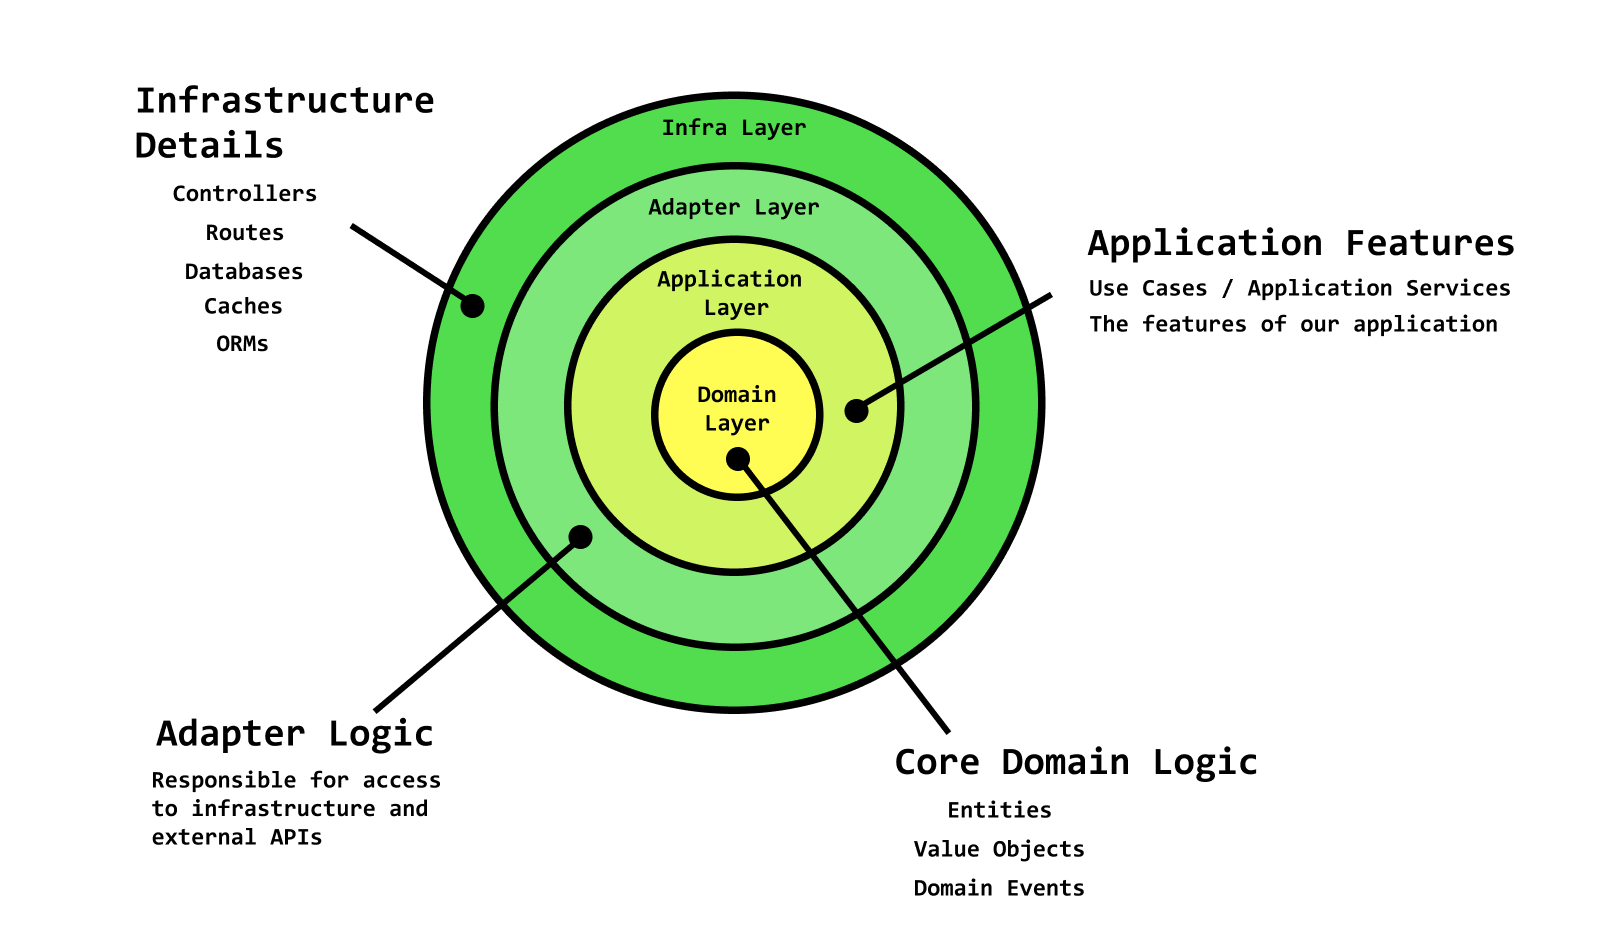 Infrastructure
Details
Controllers
Routes
Databases
Caches
ORMs
Infra Layer
Adapter Layer
Application
Layer
Domain
Layer
Application Features
Use Cases / Application Services
The features of our application
Adapter Logic
Responsible for access
to infrastructure and
external APIs
Core Domain Logic
Entities
Value Objects
Domain Events